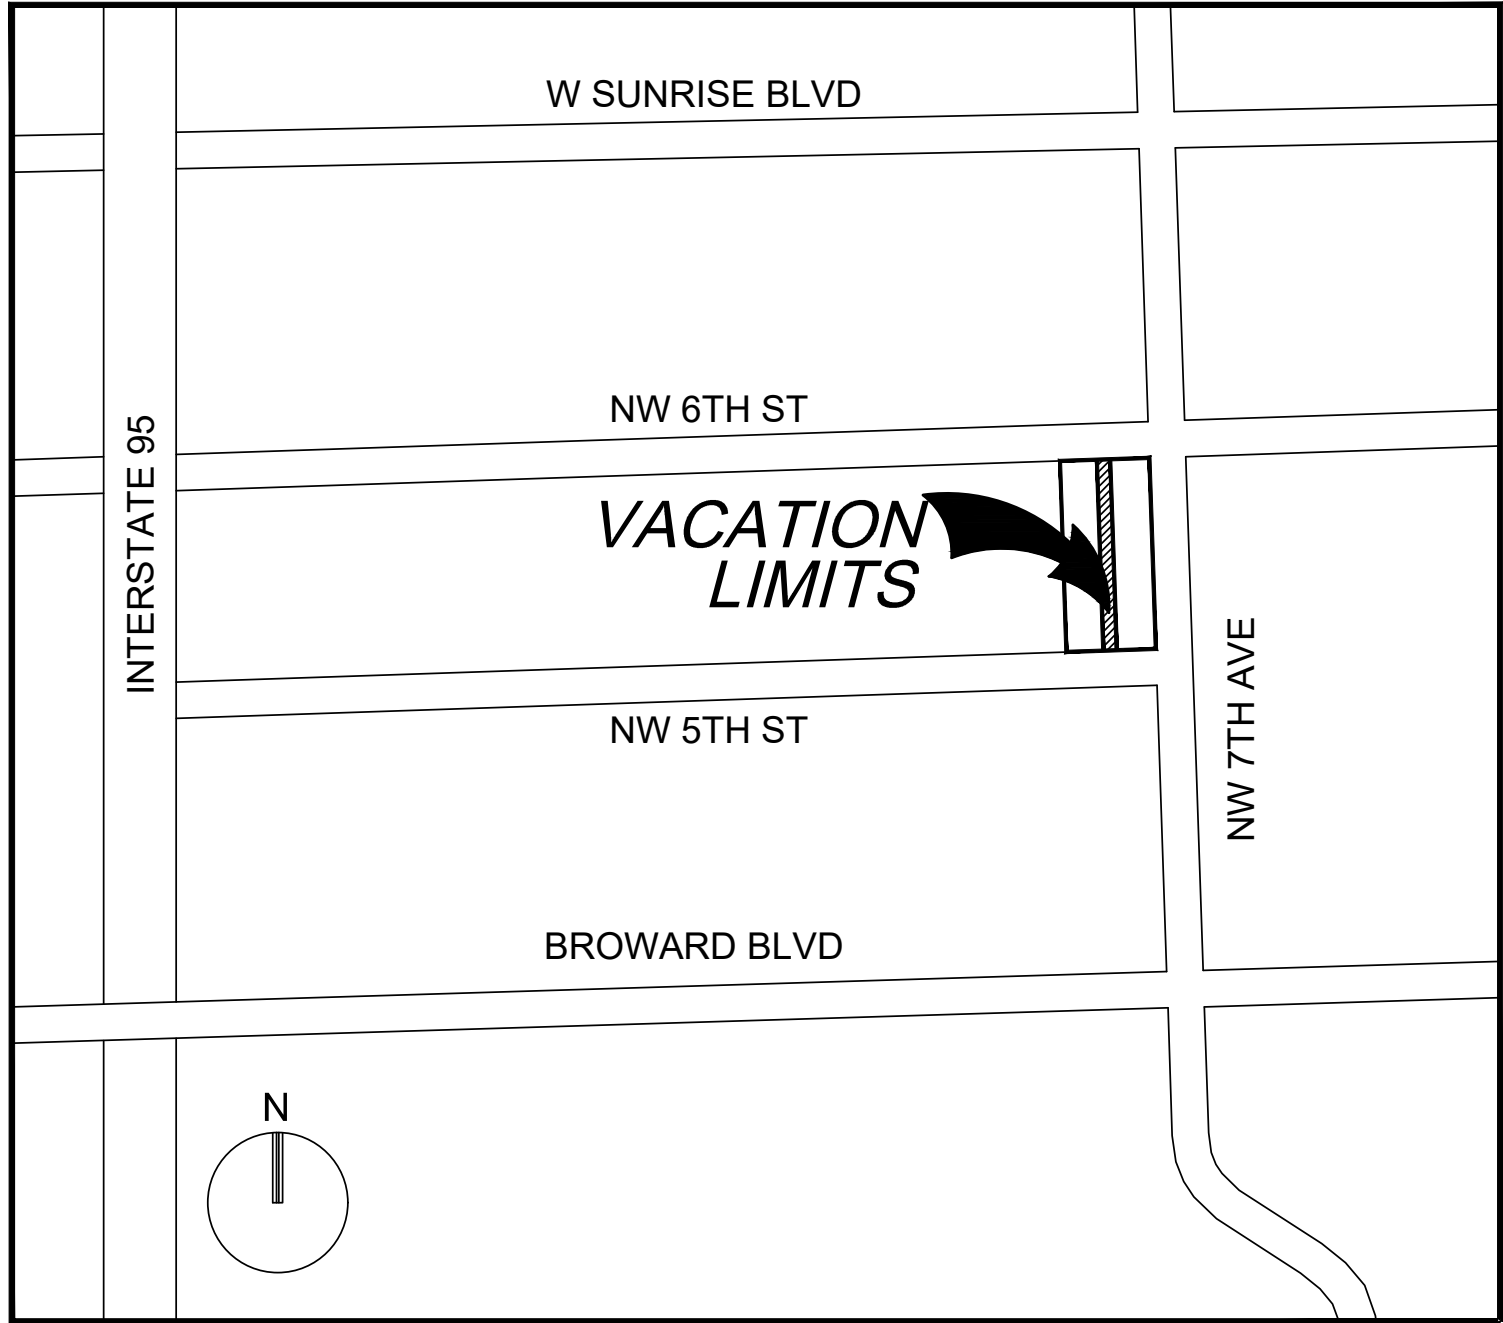 W SUNRISE BLVD
NW 6TH ST
INTERSTATE 95
VACATION
LIMITS
NW 7TH AVE
NW 5TH ST
BROWARD BLVD
N